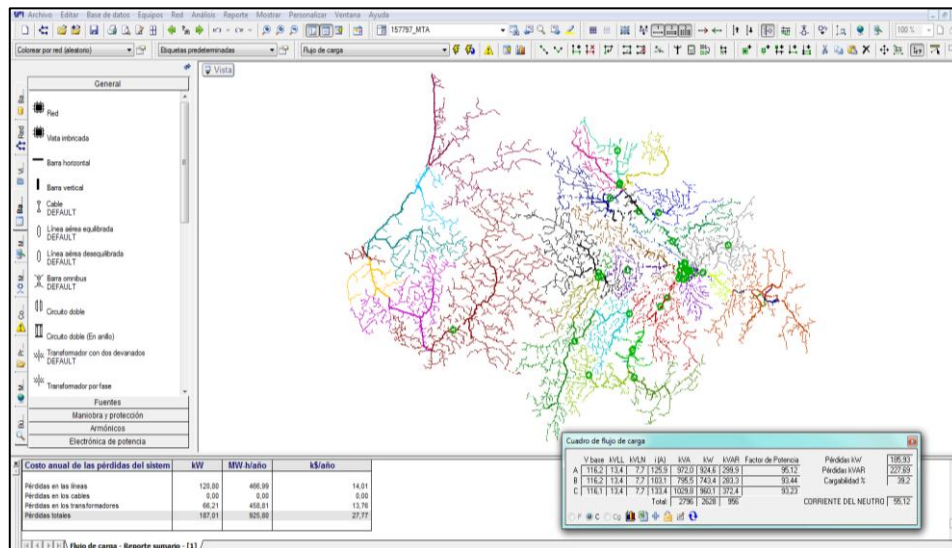 Archivo Editar Base de datos Equipos Red Análisis Reporte Mostrar Personalizar Ventana Ayuda
157787_MTA
100 %
Colorear por red (aleatorio) Etiquetas predeterminadas Flujo de carga
Vista
General
Red
Vista imbricada
Barra horizontal
Barra vertical
Cable
DEFAULT
Línea aérea equilibrada
DEFAULT
Línea aérea desequilibrada
DEFAULT
Barra omnibus
DEFAULT
Circuito doble
Circuito doble (En anillo)
Transformador con dos devanados
DEFAULT
Transformador por fase
Fuentes
Maniobra y protección
Armónicos
Electrónica de potencia
Costo anual de las pérdidas del sistem kW MW-h/año k$/año
Pérdidas en las líneas 120,80 466,99 14,01
Pérdidas en los cables 0,00 0,00 0,00
Pérdidas en los transformadores 66,21 458,81 13,76
Pérdidas totales 187,01 925,80 27,77
Flujo de carga - Reporte sumario - [1]
Cuadro de flujo de carga
V base kVLL kVLN i (A) kVA kW kVAR Factor de Potencia
A 116,2 13,4 7,7 125,9 972,0 924,6 299,9 95,12
B 116,2 13,4 7,7 103,1 795,5 743,4 283,3 93,44
C 116,1 13,4 7,7 133,4 1029,8 960,1 372,4 93,23
Total: 2796 2628 956
Pérdidas kW 185,93
Pérdidas kVAR 227,69
Cargabilidad % 39,2
CORRIENTE DEL NEUTRO 55,12